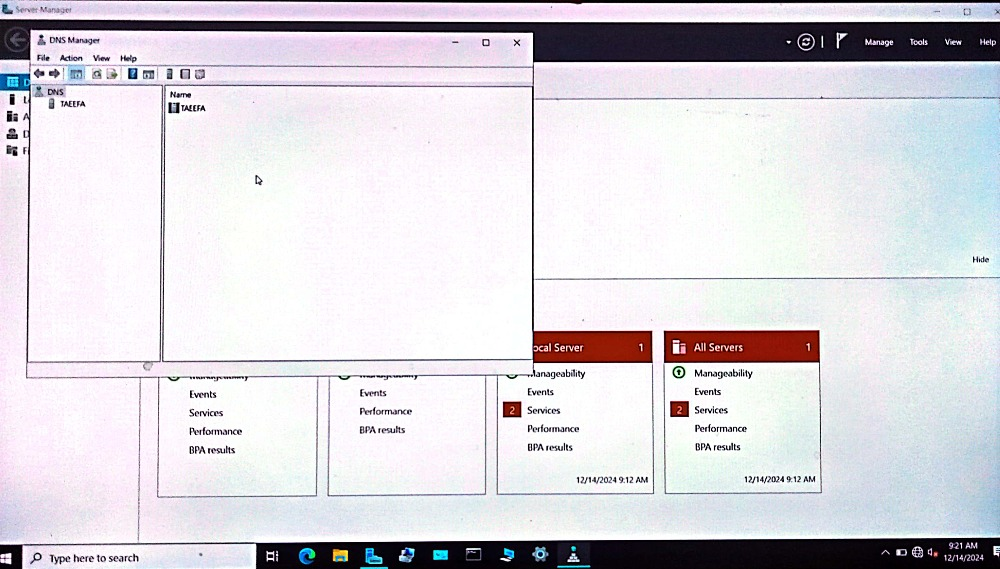 Server Manager
DNS Manager
File Action View Help
Manage Tools View Help
DNS
TAEEFA
Name
TAEEFA
Hide
Local Server 1
All Servers 1
Manageability
Events
Services
Performance
BPA results
Manageability
Events
Performance
BPA results
Manageability
Events
2 Services
Performance
BPA results
12/14/2024 9:12 AM
Manageability
Events
2 Services
Performance
BPA results
12/14/2024 9:12 AM
Type here to search
9:21 AM
12/14/2024